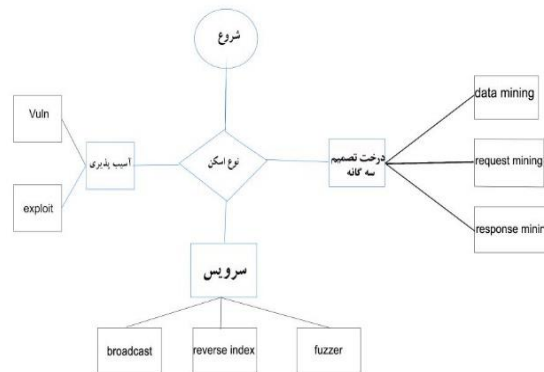 شروع
نوع اسکن
آسیب پذیری
Vuln
exploit
درخت تصمیم
سه گانه
data mining
request mining
response minin
سرویس
broadcast
reverse index
fuzzer